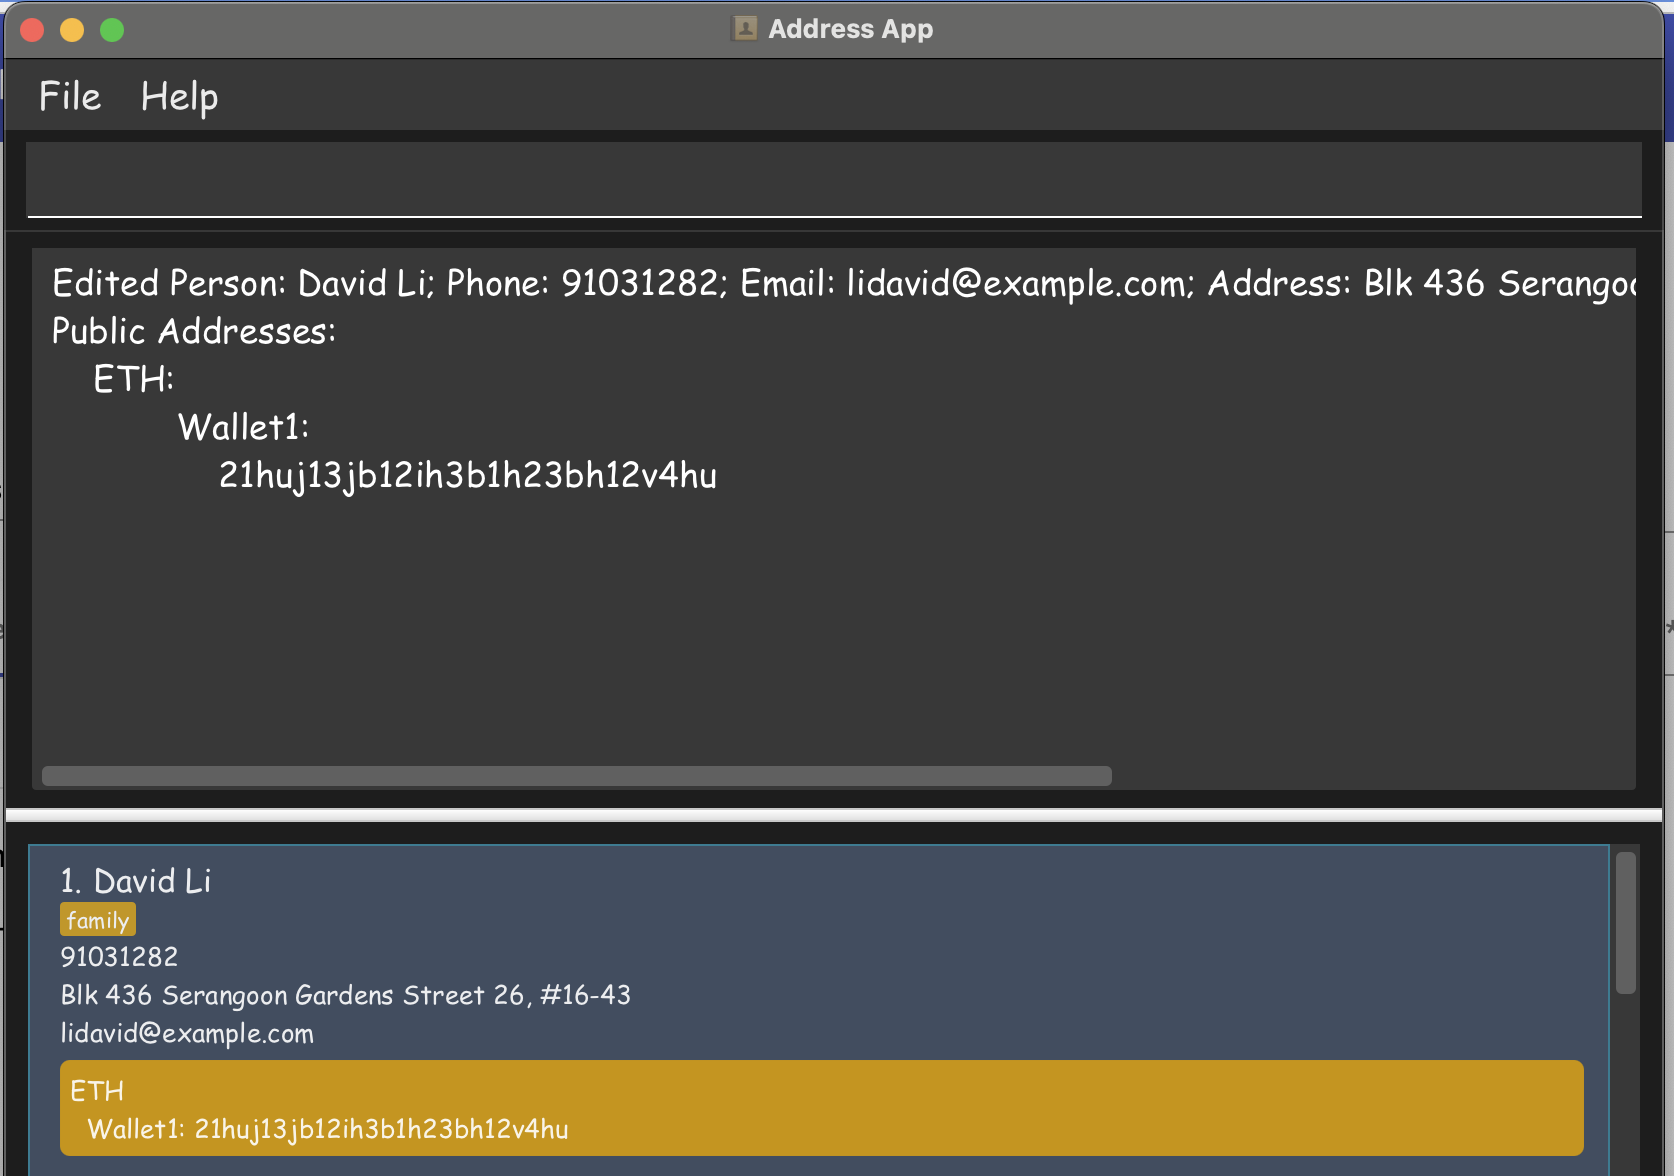 Address App
File Help
Edited Person: David Li; Phone: 91031282; Email: lidavid@example.com; Address: Blk 436
Public Addresses:
ETH:
Wallet1:
21huj13jb12ih3b1h23bh12v4hu
1. David Li
family
91031282
Blk 436 Serangoon Gardens Street 26, #16-43
lidavid@example.com
ETH
Wallet1: 21huj13jb12ih3b1h23bh12v4hu